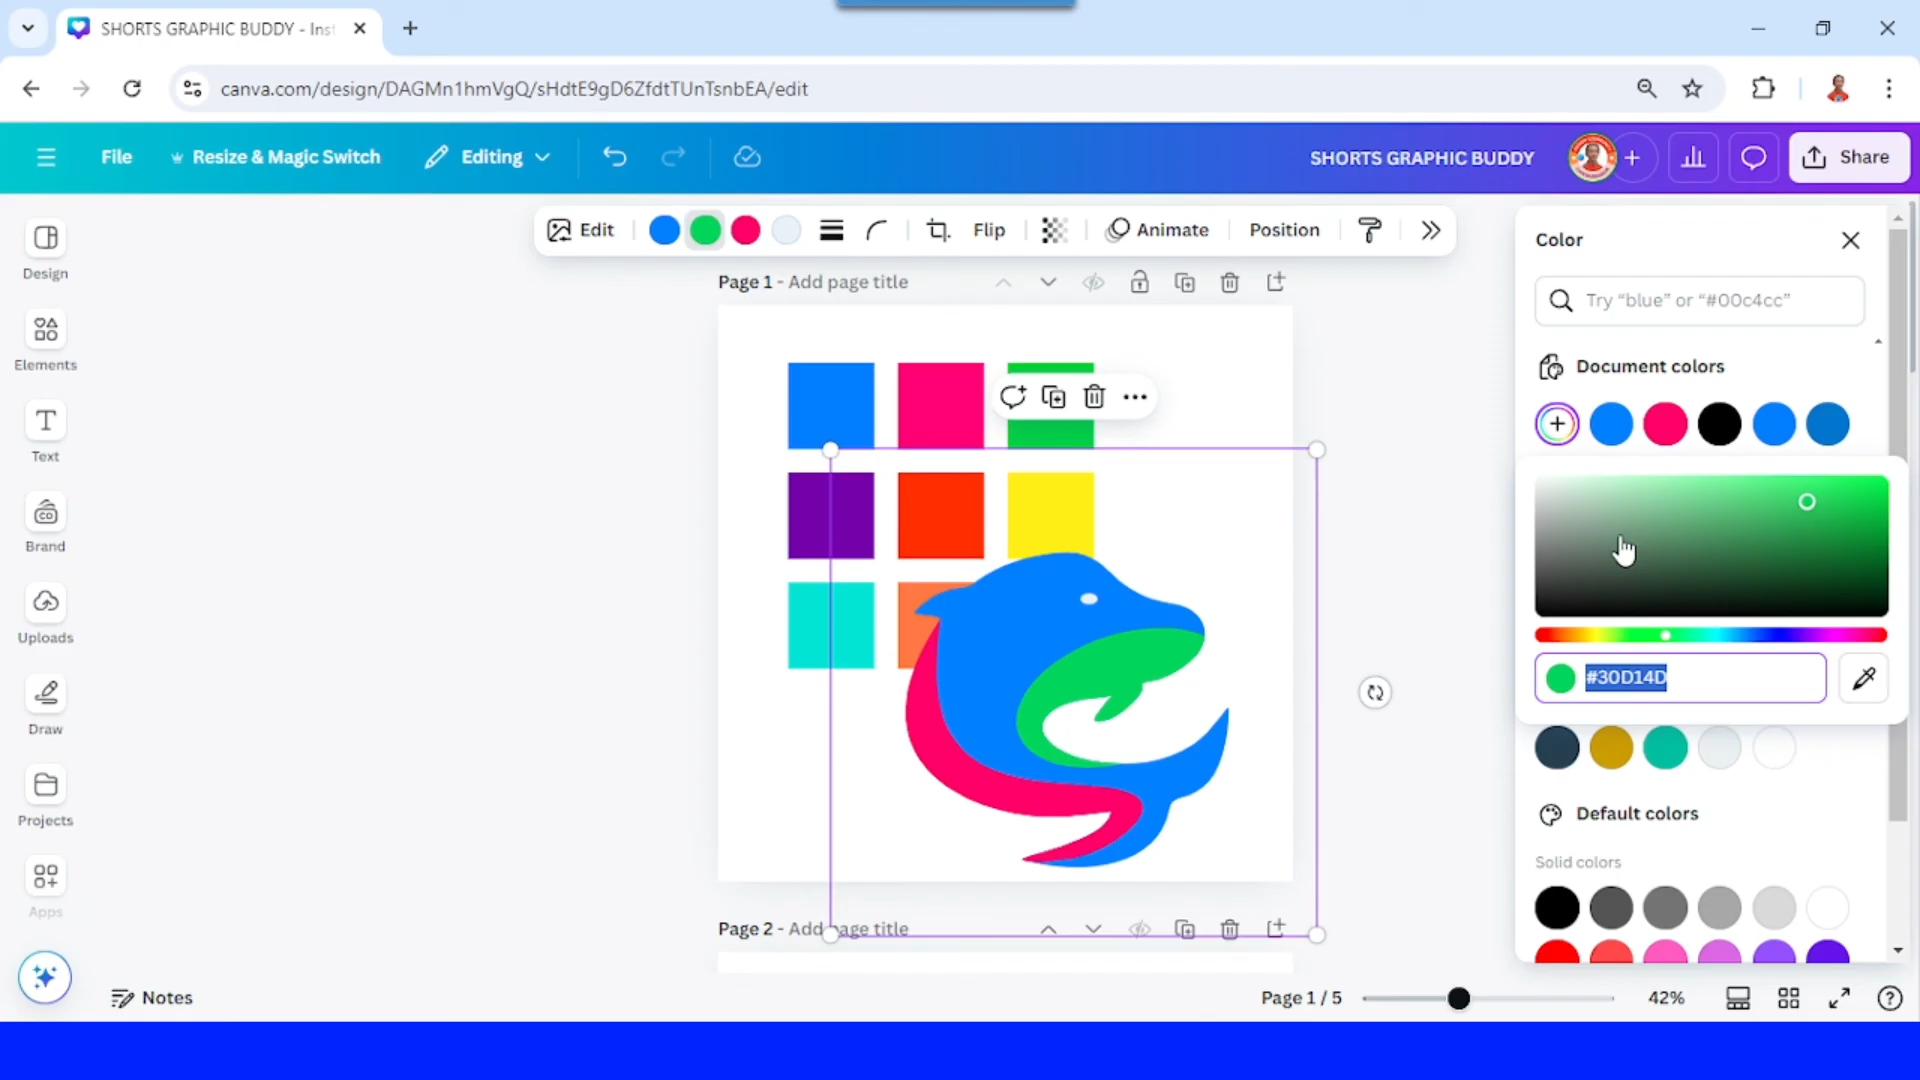 SHORTS GRAPHIC BUDDY - Inst
canva.com/design/DAGMn1hmVgQ/sHdtE9gD6ZfdtTUnTsnbEA/edit
File Resize & Magic Switch Editing SHORTS GRAPHIC BUDDY Share
Edit Flip Animate Position
Page 1 - Add page title
Color
Try “blue” or “#00c4cc”
Document colors
#30D14D
Default colors
Solid colors
Design
Elements
Text
Brand
CO
Uploads
Draw
Projects
Apps
Page 2 - Add page title
Notes
Page 1 / 5
42%